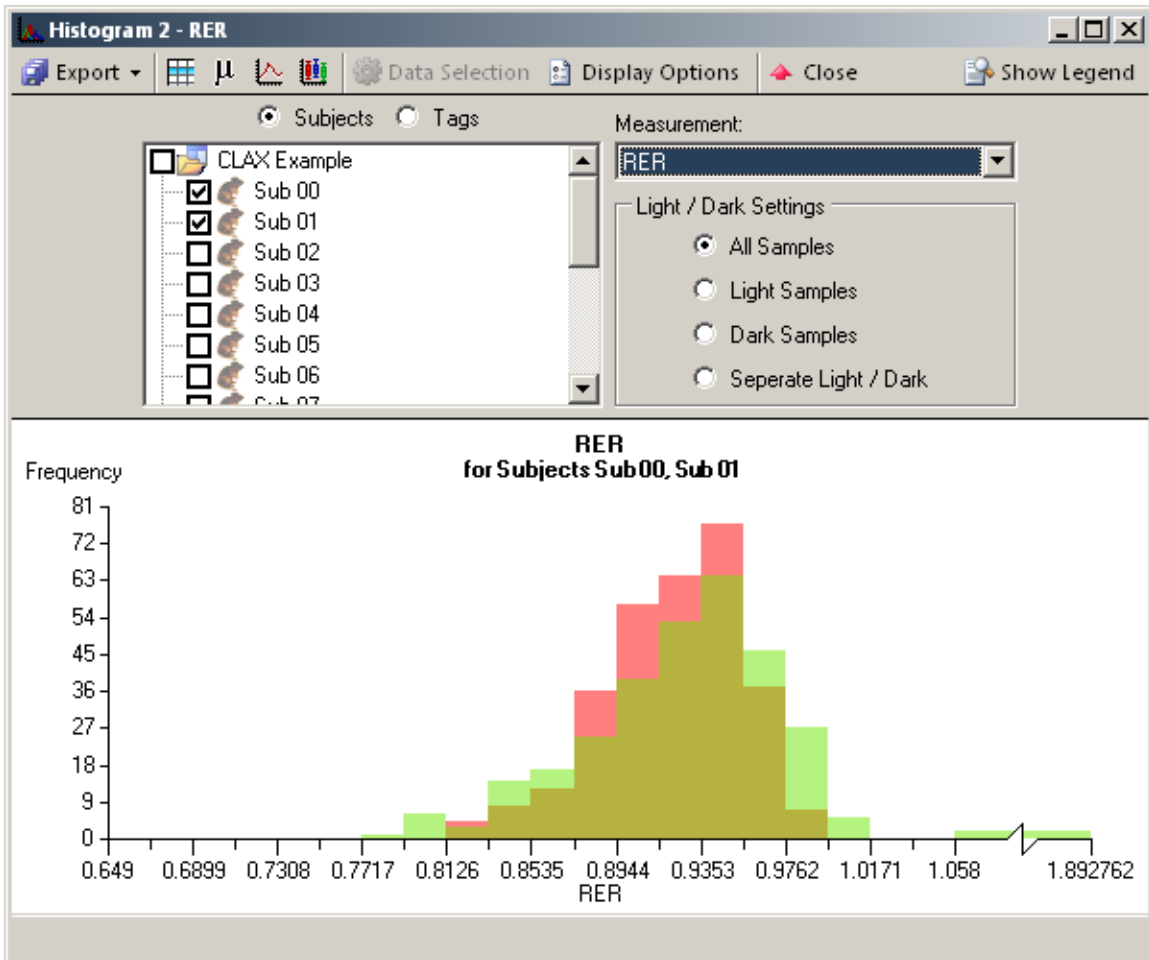 Histogram 2 - RER
Export µ Data Selection Display Options Close Show Legend
Subjects Tags
CLAX Example
Sub 00
Sub 01
Sub 02
Sub 03
Sub 04
Sub 05
Sub 06
Sub 07
Measurement:
RER
Light / Dark Settings
All Samples
Light Samples
Dark Samples
Seperate Light / Dark
RER
for Subjects Sub 00, Sub 01
Frequency
81
72
63
54
45
36
27
18
9
0
0.649 0.6899 0.7308 0.7717 0.8126 0.8535 0.8944 0.9353 0.9762 1.0171 1.058 1.892762
RER